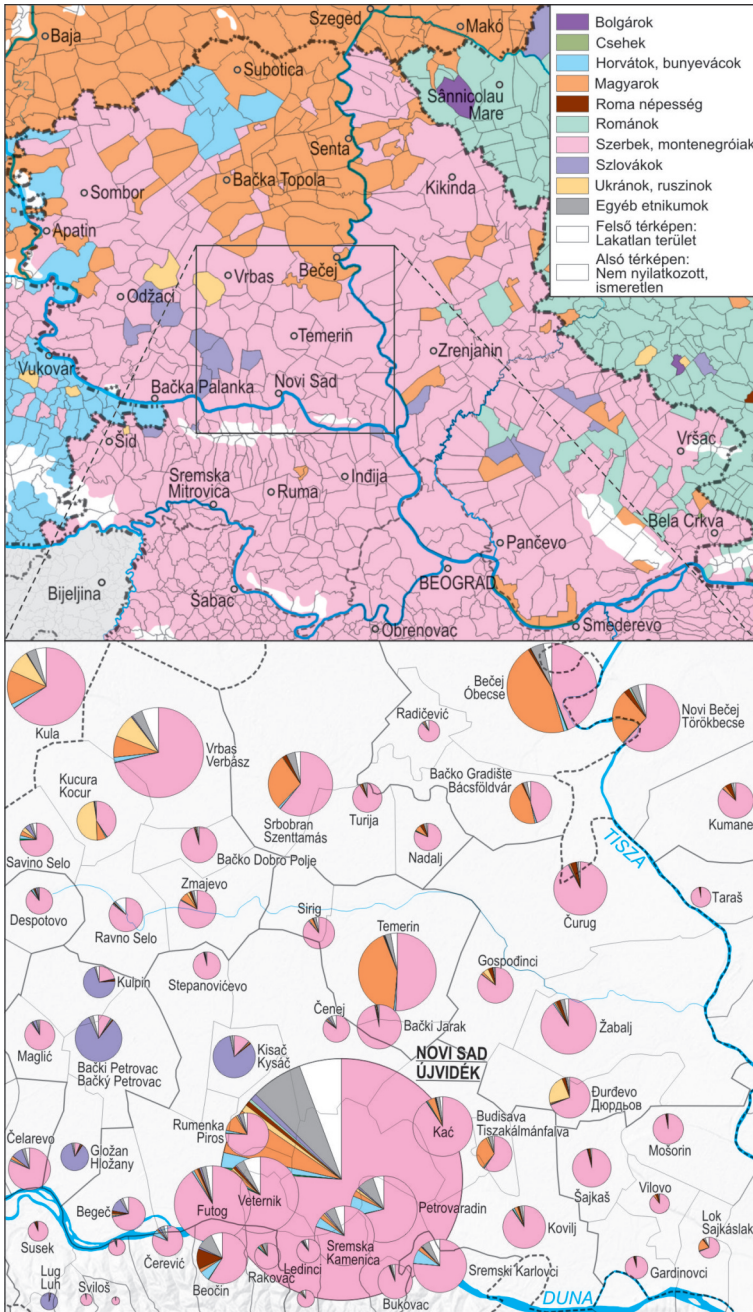 Szeged
Makó
Baja
Subotica
Sânnicolau
Mare
Senta
Bačka Topola
Kikinda
Sombor
Apatin
Bečej
Vrbas
Odžaci
Temerin
Zrenjanin
Vukovar
Bačka Palanka
Novi Sad
Šid
Vršac
Sremska
Mitrovica
Ruma
Inđija
Bela Crkva
Pančevo
BEOGRAD
Bijeljina
Šabac
Smederevo
Obrenovac
Bolgárok
Csehek
Horvátok, bunyevácok
Magyarok
Roma népesség
Románok
Szerbek, montenegróiak
Szlovákok
Ukránok, ruszinok
Egyéb etnikumok
Felső térképen:
Lakatlan terület
Alsó térképen:
Nem nyilatkozott,
ismeretlen
Kula
Vrbas
Verbász
Bečej
Óbecse
Radičević
Novi Bečej
Törökbecse
Kucura
Kocur
Srbobran
Szenttamás
Turija
Bačko Gradište
Bácsföldvár
Kumane
Savino Selo
Bačko Dobro Polje
Nadalj
TISZA
Despotovo
Ravno Selo
Zmajevo
Sirig
Čurug
Taraš
Temerin
Kulpin
Stepanovićevo
Gospođinci
Čenej
Bački Jarak
Žabalj
Maglić
Bački Petrovac
Bačký Petrovac
Kisač
Kysáč
NOVI SAD
ÚJVIDÉK
Đurđevo
Дюрдьов
Rumenka
Piros
Kać
Budisava
Tiszakálmánfalva
Mošorin
Čelarevo
Gložan
Hložany
Šajkaš
Vilovo
Begeč
Futog
Veternik
Petrovaradin
Kovilj
Lok
Sajkáslak
Susek
Čerević
Sremska
Kamenica
Beočin
Rakovac
Ledinci
Sremski Karlovci
Gardinovci
Lug
Luh
Sviloš
Bukovac
DUNA